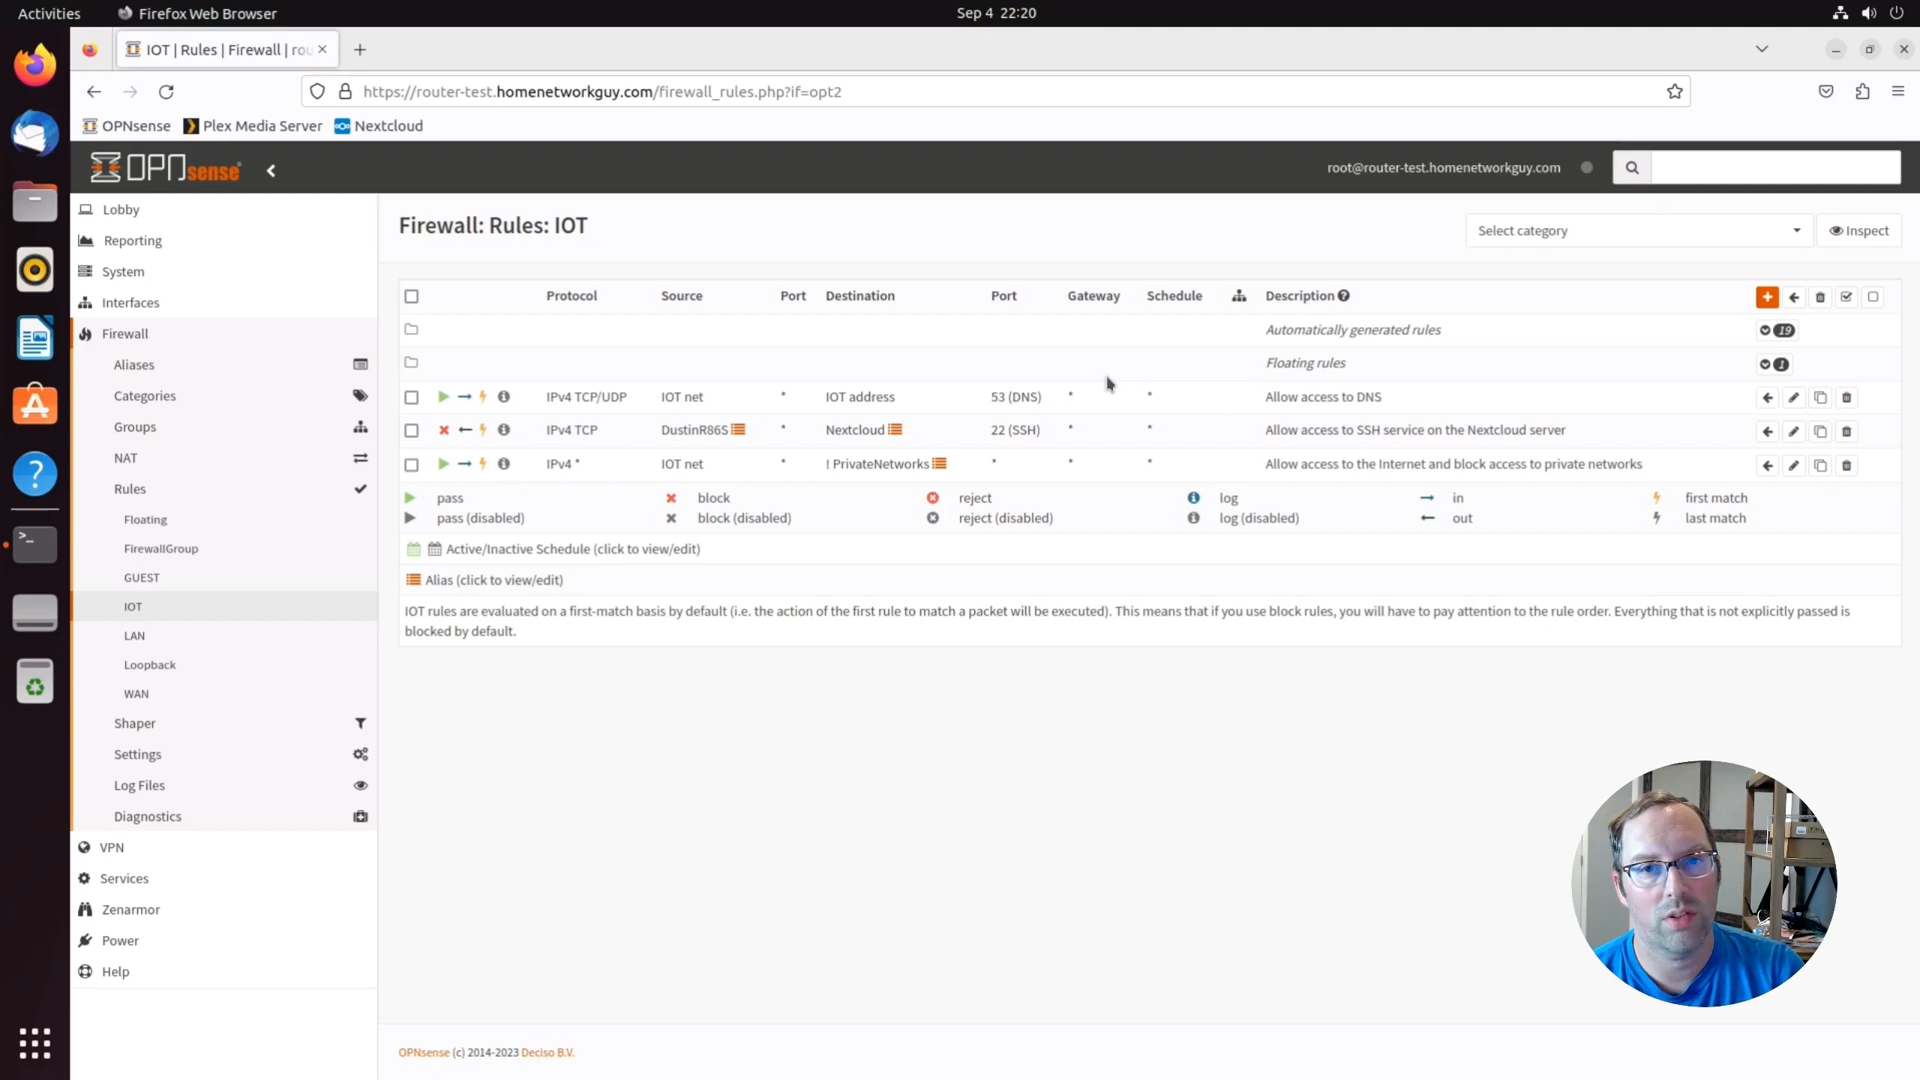 Activities Firefox Web Browser Sep 4 22:20
IOT | Rules | Firewall | rou
https://router-test.homenetworkguy.com/firewall_rules.php?if=opt2
OPNsense Plex Media Server Nextcloud
OPNsense root@router-test.homenetworkguy.com
Lobby
Reporting
System
Interfaces
Firewall
Aliases
Categories
Groups
NAT
Rules
Floating
FirewallGroup
GUEST
IOT
LAN
Loopback
WAN
Shaper
Settings
Log Files
Diagnostics
VPN
Services
Zenarmor
Power
Help
Firewall: Rules: IOT
Select category Inspect
Protocol Source Port Destination Port Gateway Schedule Description
Automatically generated rules 19
Floating rules 1
IPv4 TCP/UDP IOT net * IOT address 53 (DNS) * * Allow access to DNS
IPv4 TCP DustinR86S * Nextcloud 22 (SSH) * * Allow access to SSH service on the Nextcloud server
IPv4 * IOT net * ! PrivateNetworks * * * Allow access to the Internet and block access to private networks
pass block reject log in first match
pass (disabled) block (disabled) reject (disabled) log (disabled) out last match
Active/Inactive Schedule (click to view/edit)
Alias (click to view/edit)
IOT rules are evaluated on a first-match basis by default (i.e. the action of the first rule to match a packet will be executed). This means that if you use block rules, you will have to pay attention to the rule order. Everything that is not explicitly passed is
blocked by default.
OPNsense (c) 2014-2023 Deciso B.V.